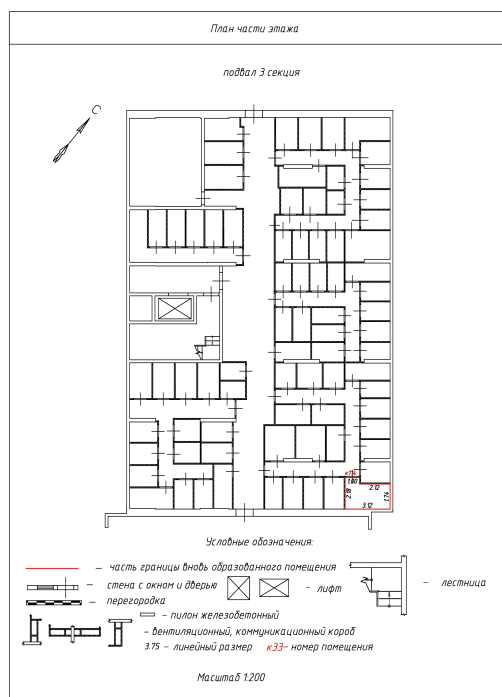 План части этажа
подвал 3 секция
С
к114
1.00
2.12
2.18
1.74
3.12
Условные обозначения:
– часть границы вновь образованного помещения
– стена с окном и дверью
– лифт
– лестница
– перегородка
– пилон железобетонный
– вентиляционный, коммуникационный короб
3.75 – линейный размер к33– номер помещения
Масштаб 1:200